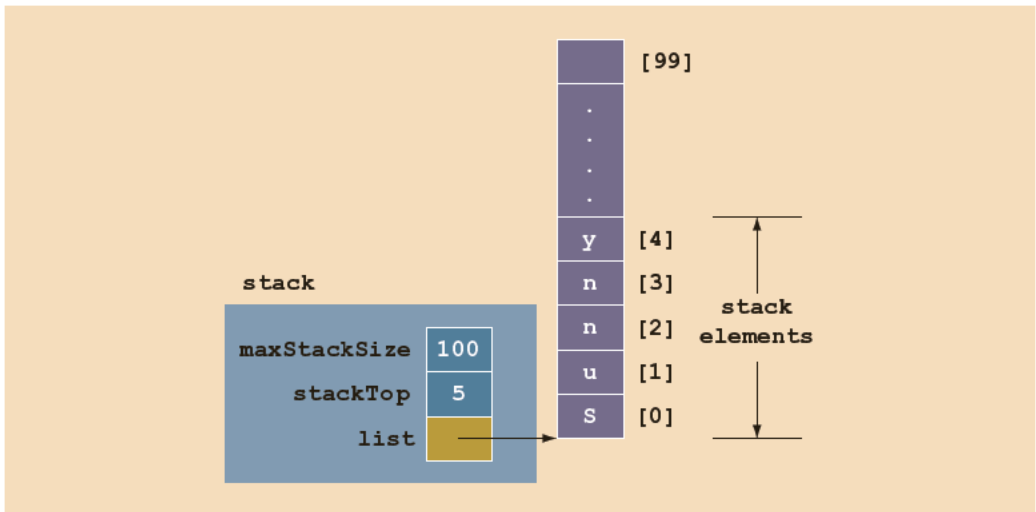 [99]
.
.
.
.
y [4]
n [3]
n [2]
u [1]
S [0]
stack
elements
stack
maxStackSize 100
stackTop 5
list